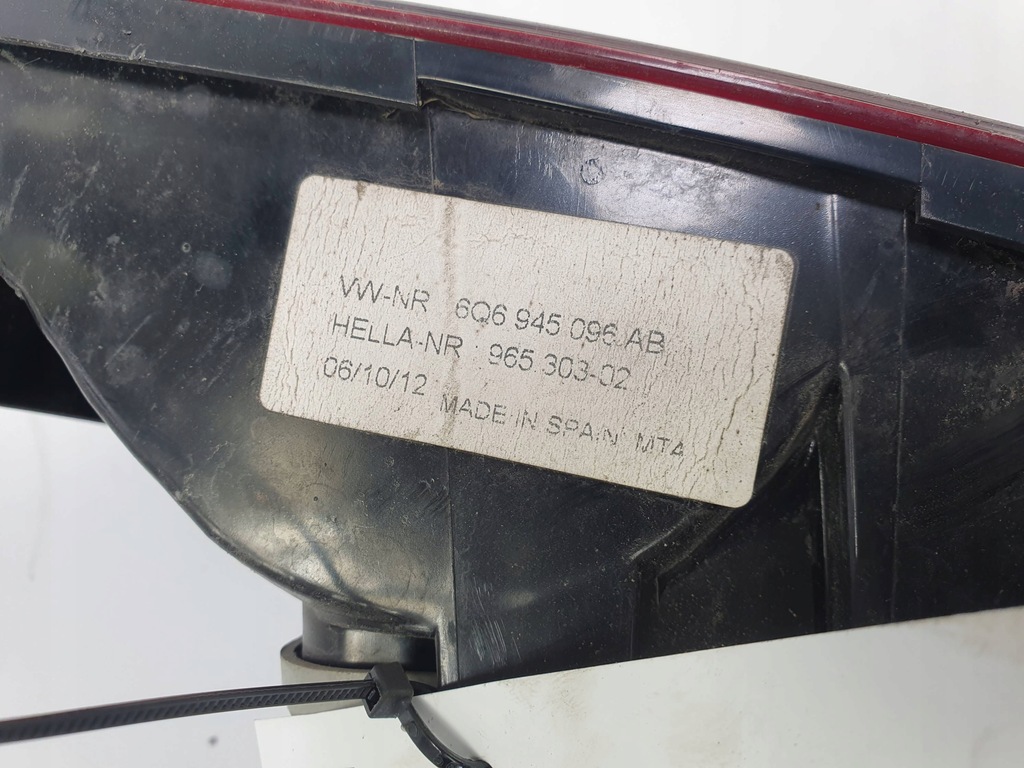 VW-NR 6Q6 945 096 AB
HELLA-NR 965 303-02
06/10/12 MADE IN SPAIN MT4